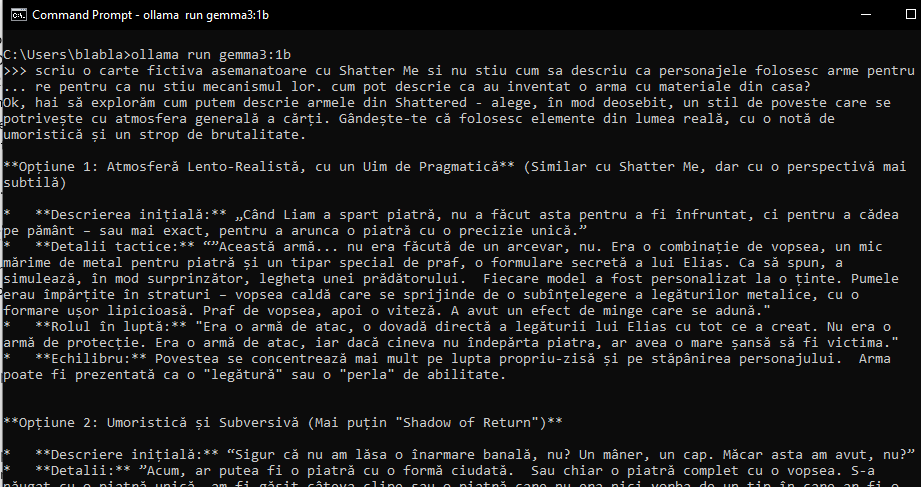 Command Prompt - ollama run gemma3:1b
C:\Users\blabla>ollama run gemma3:1b
>>> scriu o carte fictiva asemanatoare cu Shatter Me si nu stiu cum sa descriu ca personajele folosesc arme pentru
... re pentru ca nu stiu mecanismul lor. cum pot descrie ca au inventat o arma cu materiale din casa?
Ok, hai să explorăm cum putem descrie armele din Shattered - alege, în mod deosebit, un stil de poveste care se
potrivește cu atmosfera generală a cărți. Gândește-te că folosesc elemente din lumea reală, cu o notă de
umoristică și un strop de brutalitate.
**Opțiune 1: Atmosferă Lento-Realistă, cu un Uim de Pragmatică** (Similar cu Shatter Me, dar cu o perspectivă mai
subtilă)
*   **Descrierea inițială:** „Când Liam a spart piatră, nu a făcut asta pentru a fi înfruntat, ci pentru a cădea
pe pământ – sau mai exact, pentru a arunca o piatră cu o precizie unică.”
*   **Detalii tactice:** “”Această armă... nu era făcută de un arcevar, nu. Era o combinație de vopsea, un mic
mărime de metal pentru piatră și un tipar special de praf, o formulare secretă a lui Elias. Ca să spun, a
simulează, în mod surprinzător, legheta unei prădătorului.  Fiecare model a fost personalizat la o ținte. Pumele
erau împărțite în straturi – vopsea caldă care se sprijinde de o subînțelegere a legăturilor metalice, cu o
formare ușor lipicioasă. Praf de vopsea, apoi o viteză. A avut un efect de minge care se adună."
*   **Rolul în luptă:** "Era o armă de atac, o dovadă directă a legăturii lui Elias cu tot ce a creat. Nu era o
armă de protecție. Era o armă de atac, iar dacă cineva nu îndepărta piatra, ar avea o mare șansă să fi victima."
*   **Echilibru:** Povestea se concentrează mai mult pe lupta propriu-zisă și pe stăpânirea personajului.  Arma
poate fi prezentată ca o "legătură" sau o "perla" de abilitate.
**Opțiune 2: Umoristică și Subversivă (Mai puțin "Shadow of Return")**
*   **Descriere inițială:** “Sigur că nu am lăsa o înarmare banală, nu? Un mâner, un cap. Măcar asta am avut, nu?”
*   **Detalii:** ”Acum, ar putea fi o piatră cu o formă ciudată.  Sau chiar o piatră complet cu o vopsea. S-a